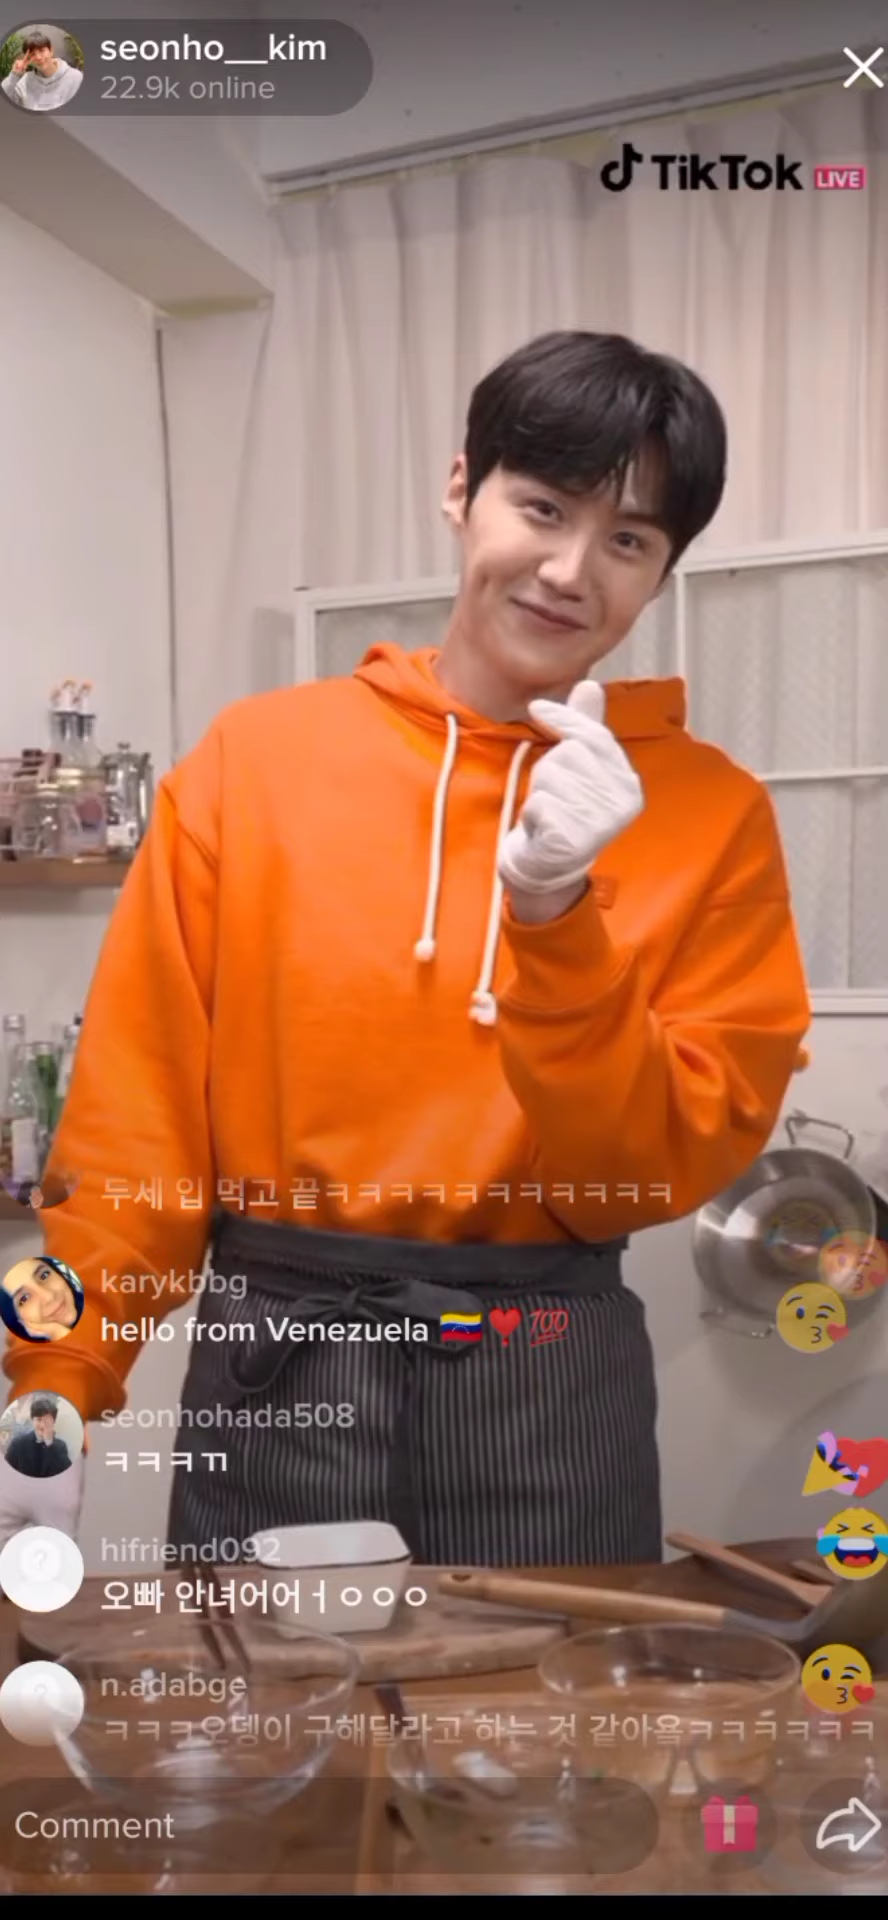 seonho__kim
22.9k online
TikTok LIVE
두세 입 먹고 끝ㅋㅋㅋㅋㅋㅋㅋㅋㅋㅋㅋ
karykbbg
hello from Venezuela 🇻🇪❣️💯
seonhohada508
ㅋㅋㅋㄲ
hifriend092
오빠 안녀어어ㅓㅇㅇㅇ
n.adabge
ㅋㅋㅋ오뎅이 구해달라고 하는 것 같아욬ㅋㅋㅋㅋㅋㅋ
Comment